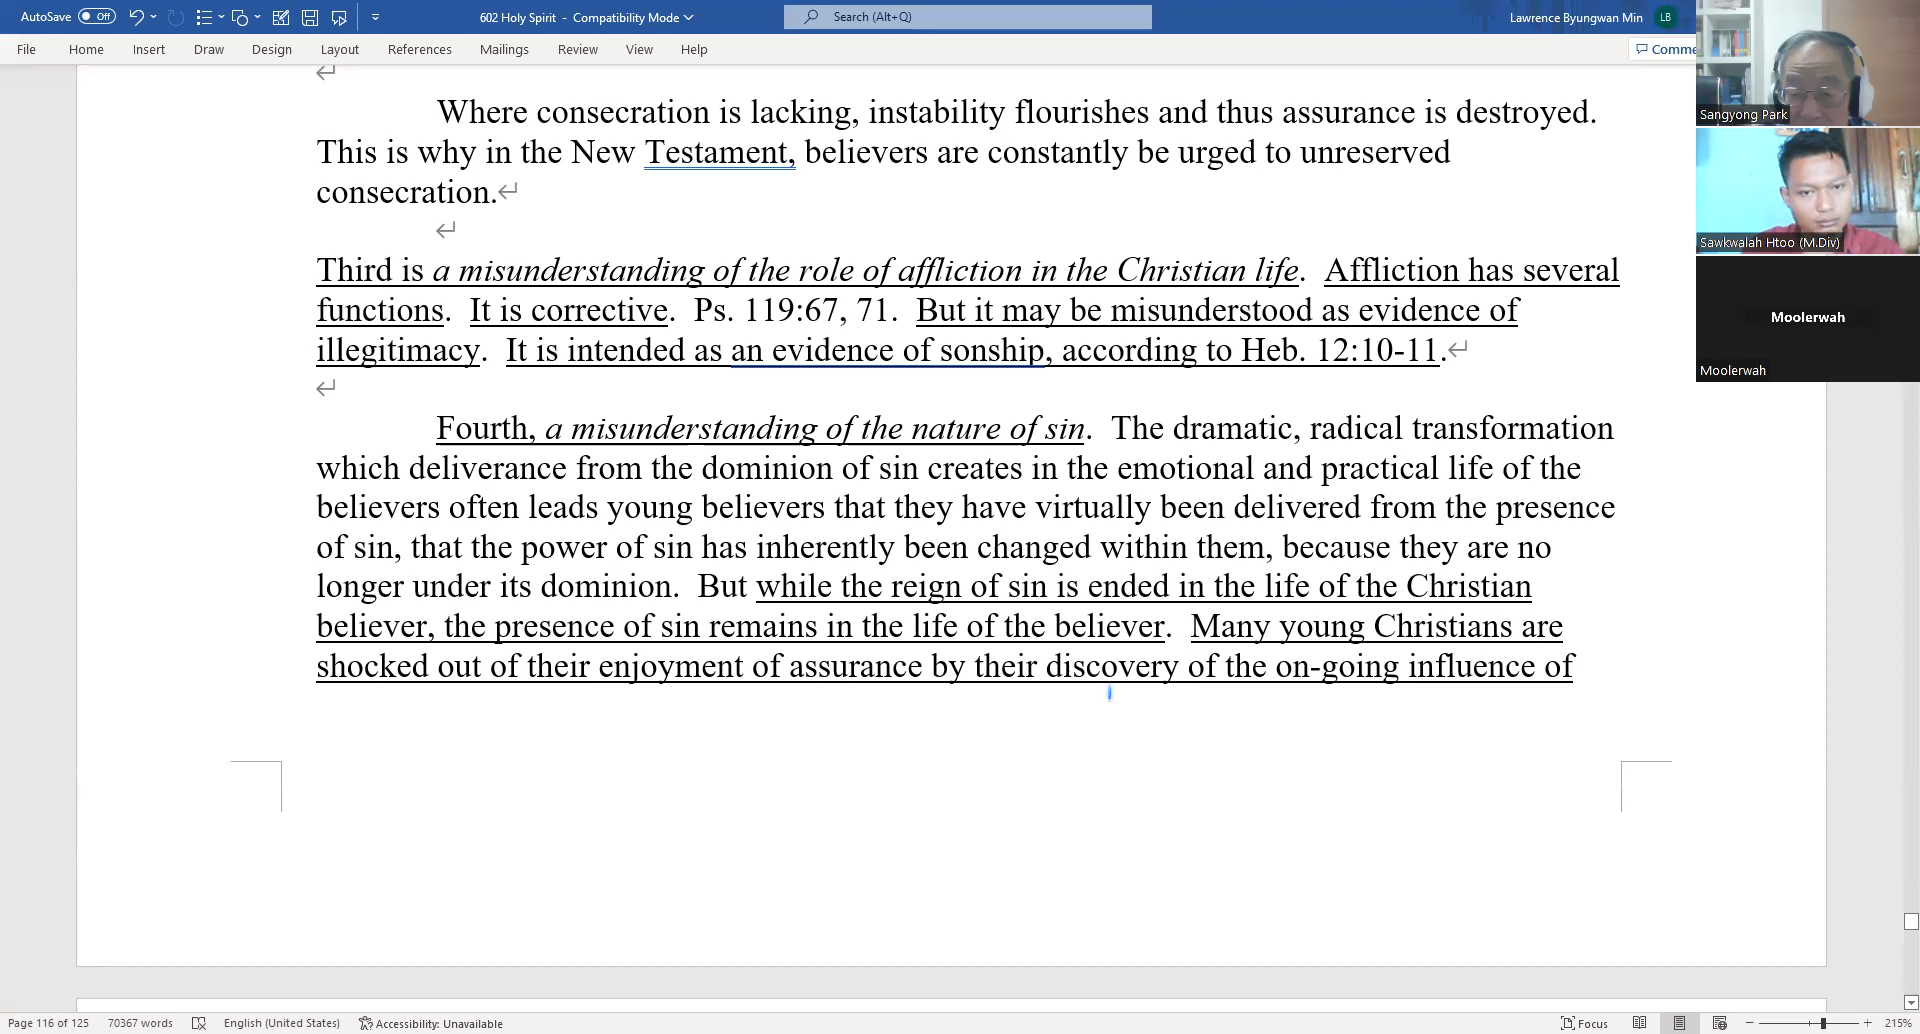 AutoSave Off 602 Holy Spirit - Compatibility Mode Search (Alt+Q) Lawrence Byungwan Min LB
File Home Insert Draw Design Layout References Mailings Review View Help Comme
Where consecration is lacking, instability flourishes and thus assurance is destroyed.
This is why in the New Testament, believers are constantly be urged to unreserved
consecration.
Third is a misunderstanding of the role of affliction in the Christian life. Affliction has several
functions. It is corrective. Ps. 119:67, 71. But it may be misunderstood as evidence of
illegitimacy. It is intended as an evidence of sonship, according to Heb. 12:10-11.
Fourth, a misunderstanding of the nature of sin. The dramatic, radical transformation
which deliverance from the dominion of sin creates in the emotional and practical life of the
believers often leads young believers that they have virtually been delivered from the presence
of sin, that the power of sin has inherently been changed within them, because they are no
longer under its dominion. But while the reign of sin is ended in the life of the Christian
believer, the presence of sin remains in the life of the believer. Many young Christians are
shocked out of their enjoyment of assurance by their discovery of the on-going influence of
Sangyong Park
Sawkwalah Htoo (M.Div)
Moolerwah
Moolerwah
Page 116 of 125 70367 words English (United States) Accessibility: Unavailable Focus 215%